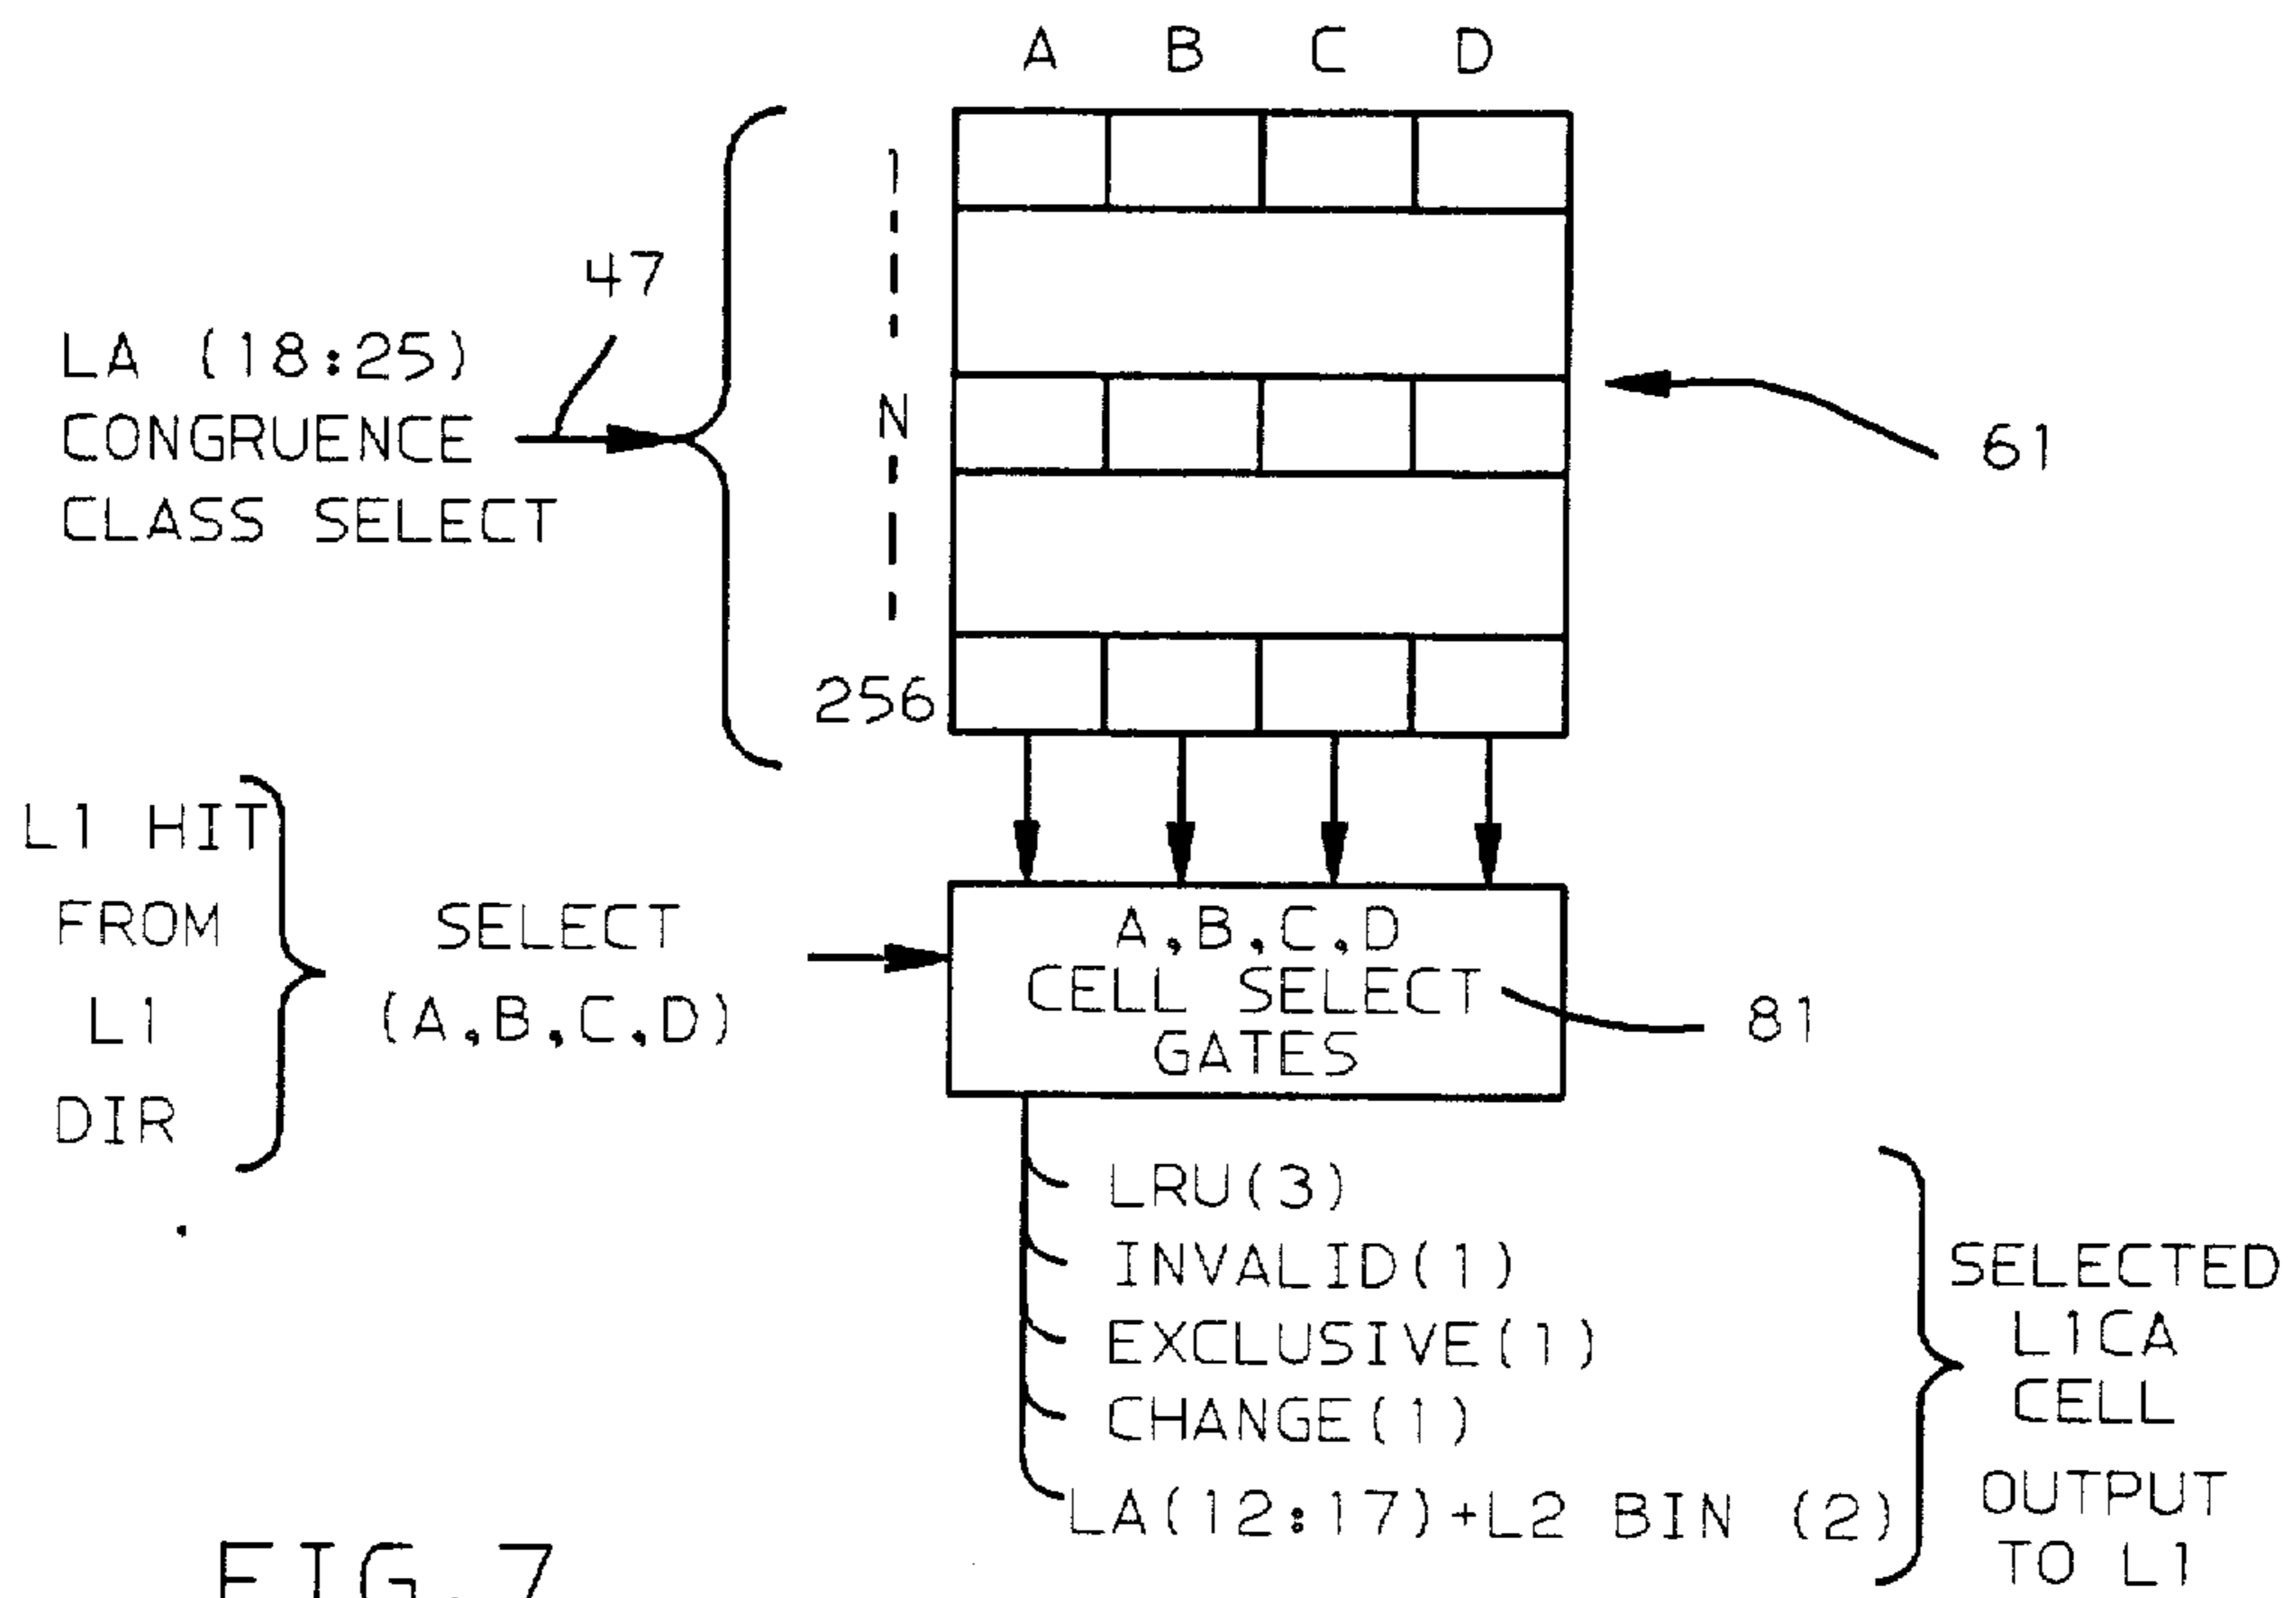 A B C D
1
47
LA (18:25)
CONGRUENCE
CLASS SELECT
N
61
256
L1 HIT
FROM
L1
DIR
SELECT
(A,B,C,D)
A,B,C,D
CELL SELECT
GATES
81
LRU(3)
INVALID(1)
EXCLUSIVE(1)
CHANGE(1)
LA(12:17)+L2 BIN (2)
SELECTED
L1CA
CELL
OUTPUT
TO L1
FIG.7